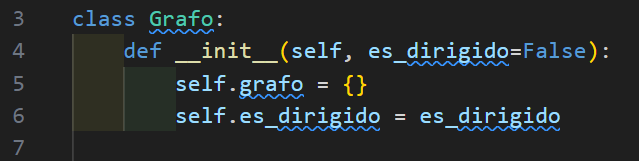 3 class Grafo:
4 def __init__(self, es_dirigido=False):
5 self.grafo = {}
6 self.es_dirigido = es_dirigido
7